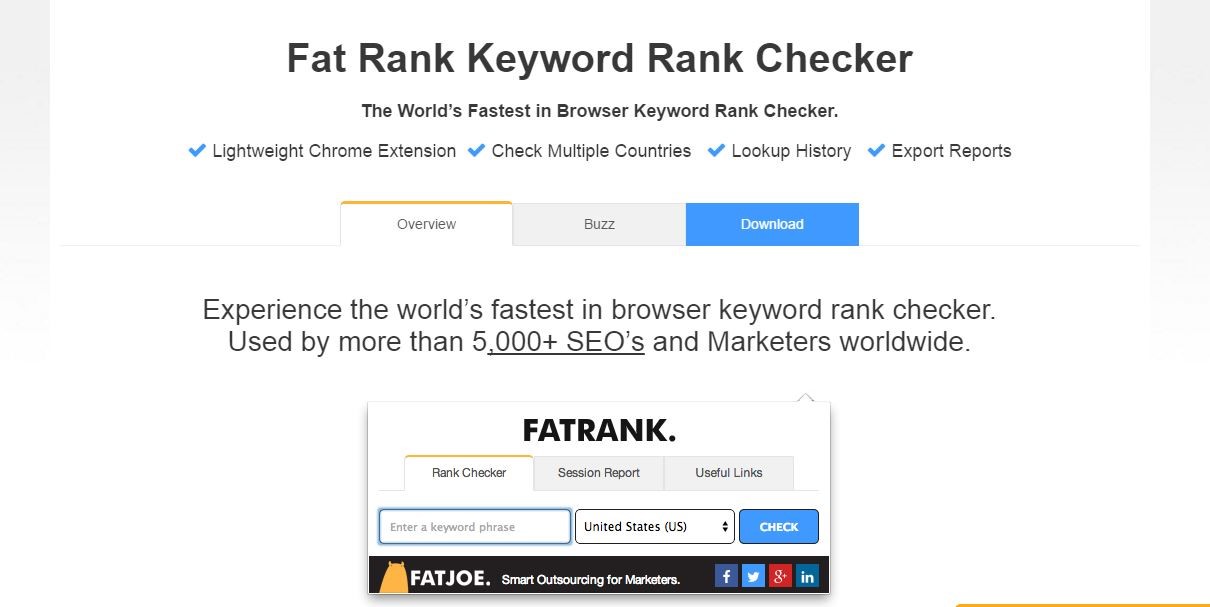 Fat Rank Keyword Rank Checker
The World’s Fastest in Browser Keyword Rank Checker.
Lightweight Chrome Extension Check Multiple Countries Lookup History Export Reports
Overview Buzz Download
Experience the world’s fastest in browser keyword rank checker.
Used by more than 5,000+ SEO’s and Marketers worldwide.
FATRANK.
Rank Checker Session Report Useful Links
Enter a keyword phrase United States (US) CHECK
FATJOE. Smart Outsourcing for Marketers. f g+ in